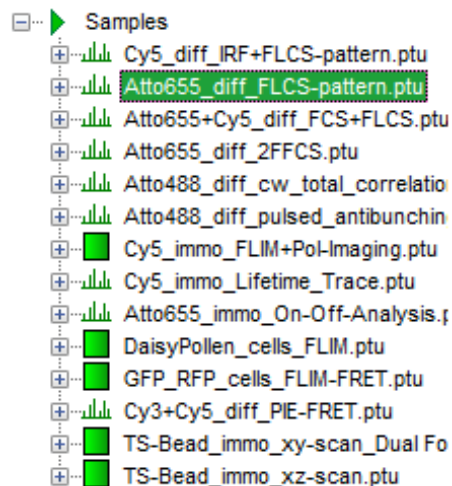 Samples
Cy5_diff_IRF+FLCS-pattern.ptu
Atto655_diff_FLCS-pattern.ptu
Atto655+Cy5_diff_FCS+FLCS.ptu
Atto655_diff_2FFCS.ptu
Atto488_diff_cw_total_correlatio
Atto488_diff_pulsed_antibunchin
Cy5_immo_FLIM+Pol-Imaging.ptu
Cy5_immo_Lifetime_Trace.ptu
Atto655_immo_On-Off-Analysis.p
DaisyPollen_cells_FLIM.ptu
GFP_RFP_cells_FLIM-FRET.ptu
Cy3+Cy5_diff_PIE-FRET.ptu
TS-Bead_immo_xy-scan_Dual Fo
TS-Bead_immo_xz-scan.ptu